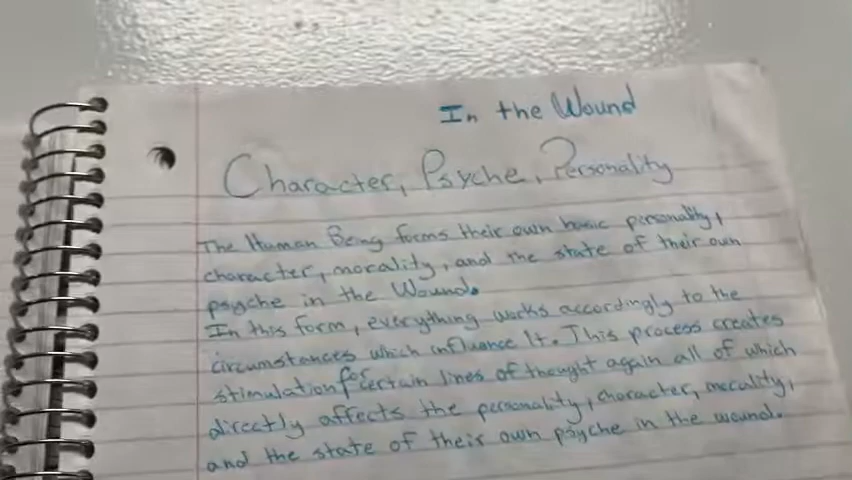 In the Wound
Character, Psyche, Personality
The Human Being forms their own basic personality,
character, morality, and the state of their own
psyche in the Wound.
In this form, everything works accordingly to the
circumstances which influence It. This process creates
stimulation for certain lines of thought again all of which
directly affects the personality, character, morality,
and the state of their own psyche in the wound.